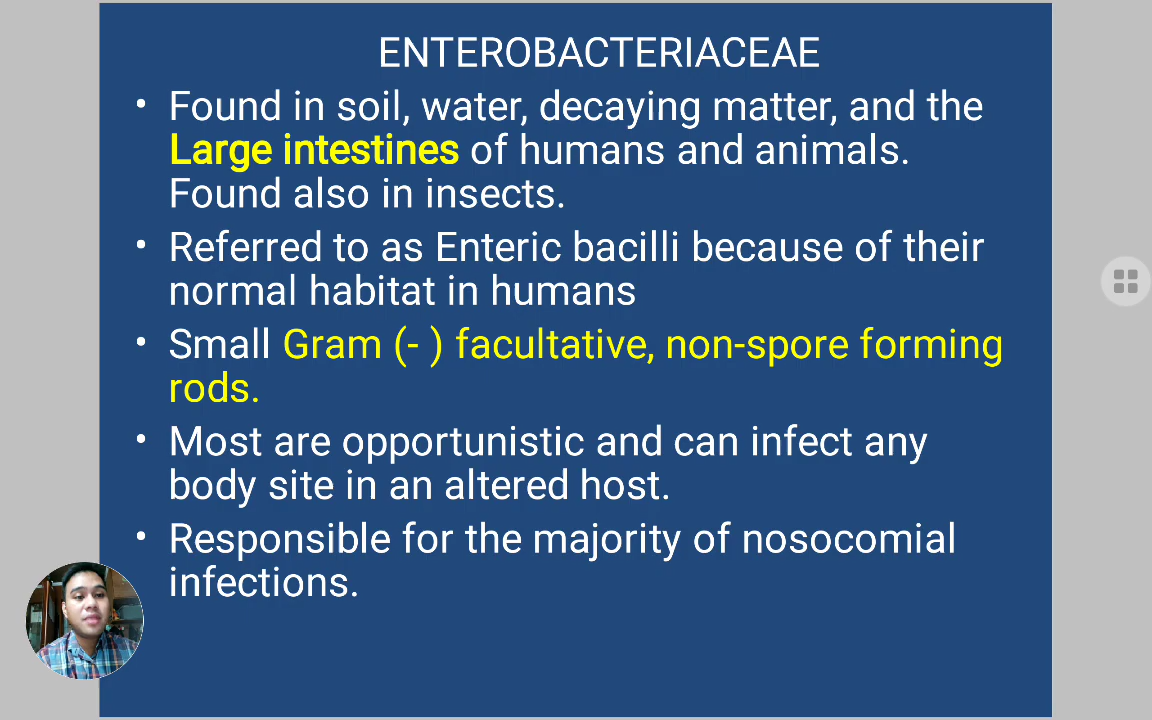 ENTEROBACTERIACEAE
• Found in soil, water, decaying matter, and the
Large intestines of humans and animals.
Found also in insects.
• Referred to as Enteric bacilli because of their
normal habitat in humans
• Small Gram (- ) facultative, non-spore forming
rods.
• Most are opportunistic and can infect any
body site in an altered host.
• Responsible for the majority of nosocomial
infections.